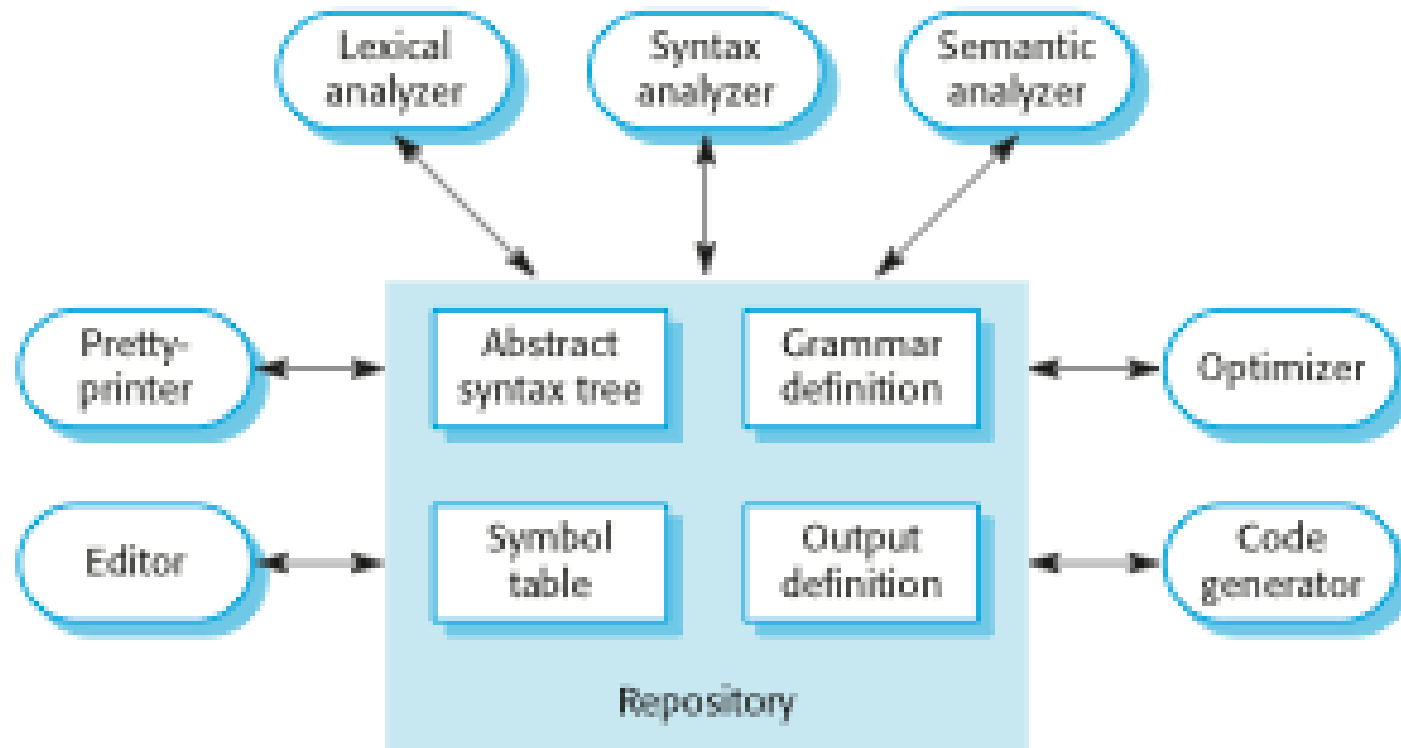 Lexical
analyzer
Syntax
analyzer
Semantic
analyzer
Pretty-
printer
Abstract
syntax tree
Grammar
definition
Optimizer
Editor
Symbol
table
Output
definition
Code
generator
Repository